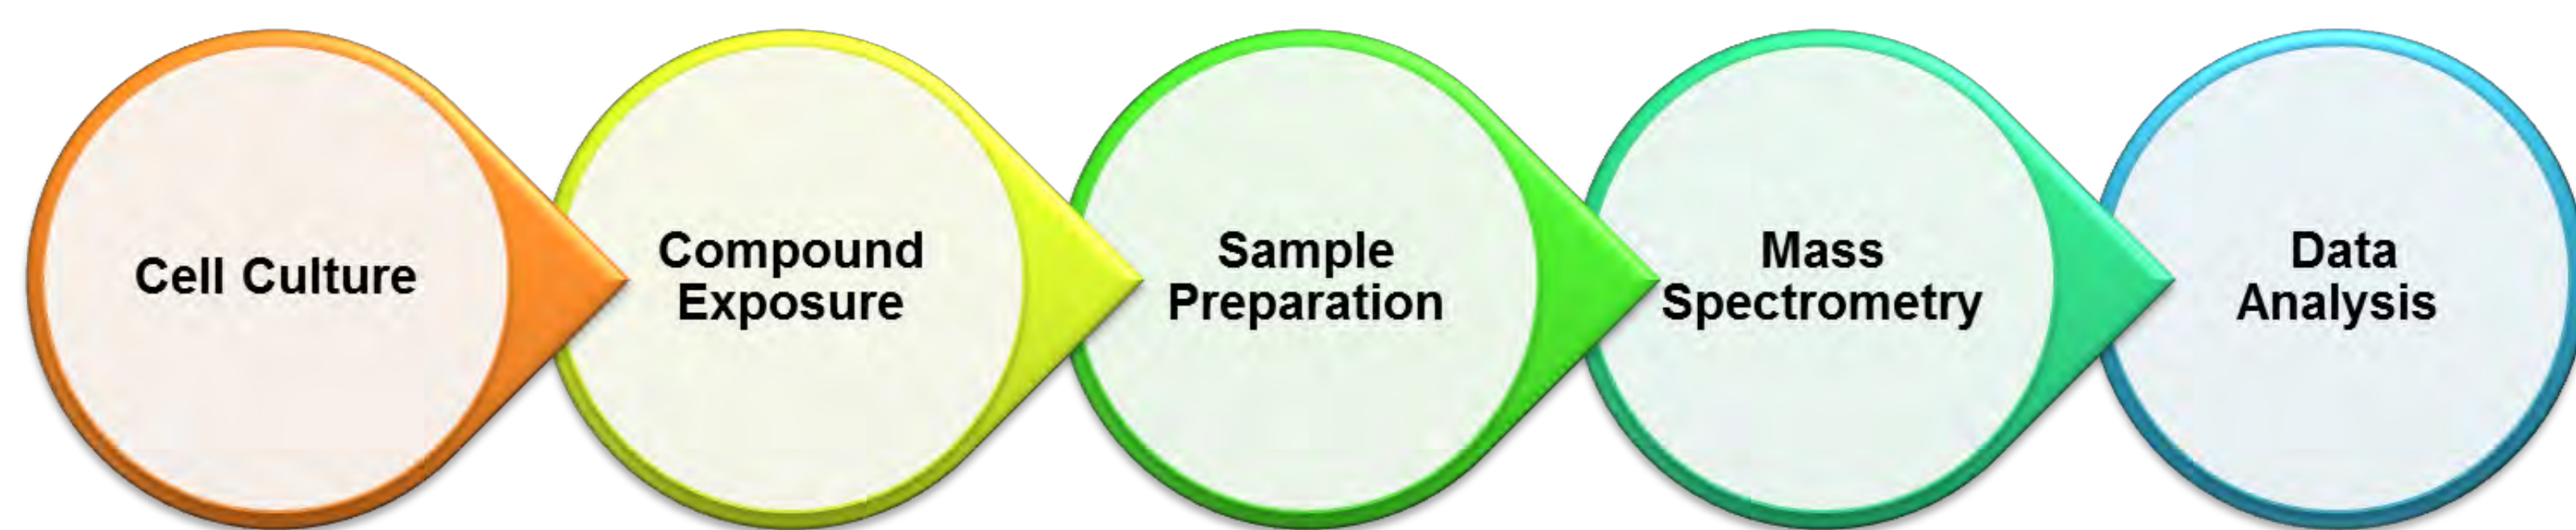 Cell Culture
Compound
Exposure
Sample
Preparation
Mass
Spectrometry
Data
Analysis